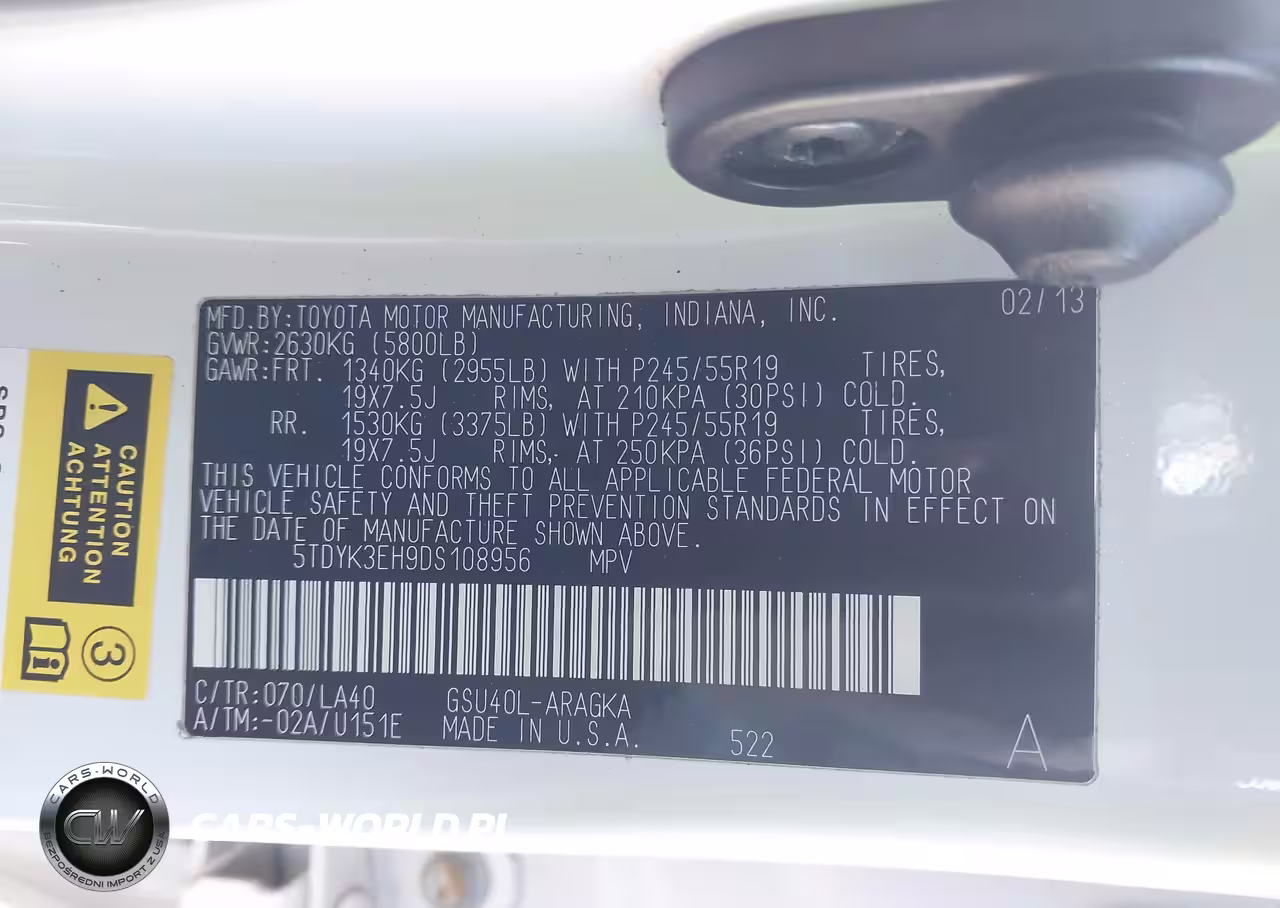 MFD.BY:TOYOTA MOTOR MANUFACTURING, INDIANA, INC. 02/13
GVWR:2630KG (5800LB)
GAWR:FRT. 1340KG (2955LB) WITH P245/55R19 TIRES,
19X7.5J RIMS, AT 210KPA (30PSI) COLD.
RR. 1530KG (3375LB) WITH P245/55R19 TIRES,
19X7.5J RIMS, AT 250KPA (36PSI) COLD.
THIS VEHICLE CONFORMS TO ALL APPLICABLE FEDERAL MOTOR
VEHICLE SAFETY AND THEFT PREVENTION STANDARDS IN EFFECT ON
THE DATE OF MANUFACTURE SHOWN ABOVE.
5TDYK3EH9DS108956 MPV
C/TR:070/LA40 GSU40L-ARAGKA
A/TM:-02A/U151E MADE IN U.S.A. 522 A
CAUTION
ATTENTION
ACHTUNG
3
CARS-WORLD
CW
BEZPOŚREDNI IMPORT Z USA
CARS-WORLD.PL